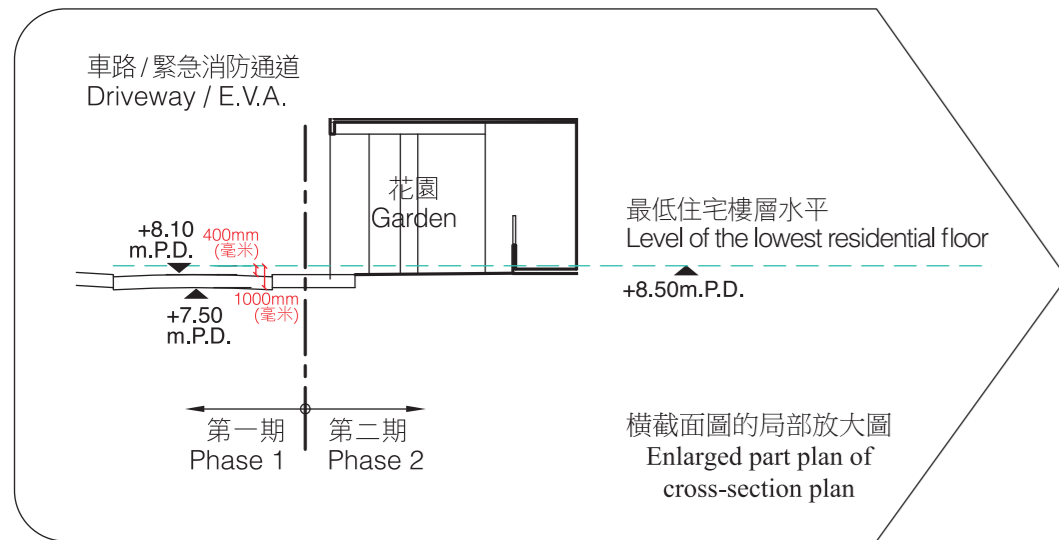 車路/緊急消防通道
Driveway / E.V.A.
花園
Garden
+8.10
m.P.D.
400mm
(毫米)
1000mm
(毫米)
+7.50
m.P.D.
最低住宅樓層水平
Level of the lowest residential floor
+8.50m.P.D.
第一期
Phase 1
第二期
Phase 2
橫截面圖的局部放大圖
Enlarged part plan of
cross-section plan